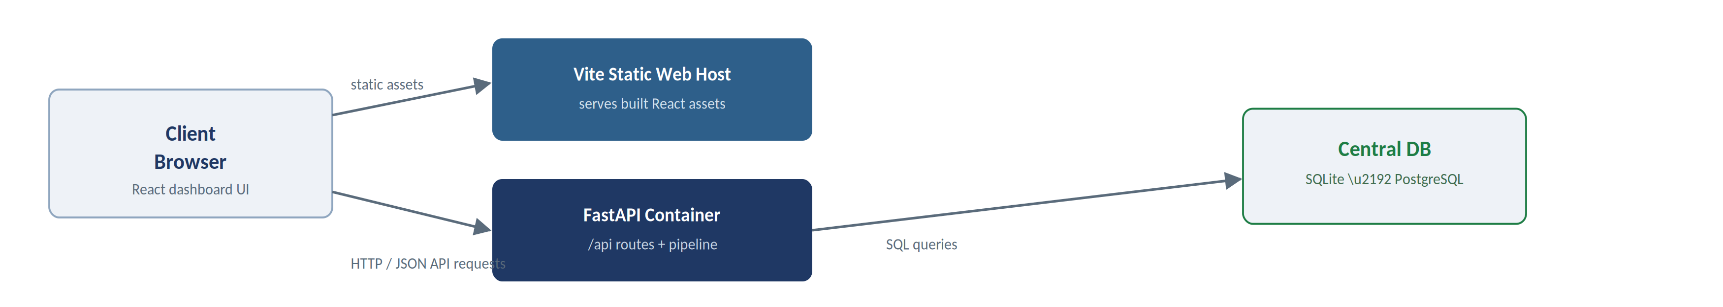 static assets
Client
Browser
React dashboard UI
HTTP / JSON API requests
Vite Static Web Host
serves built React assets
FastAPI Container
/api routes + pipeline
SQL queries
Central DB
SQLite \u2192 PostgreSQL